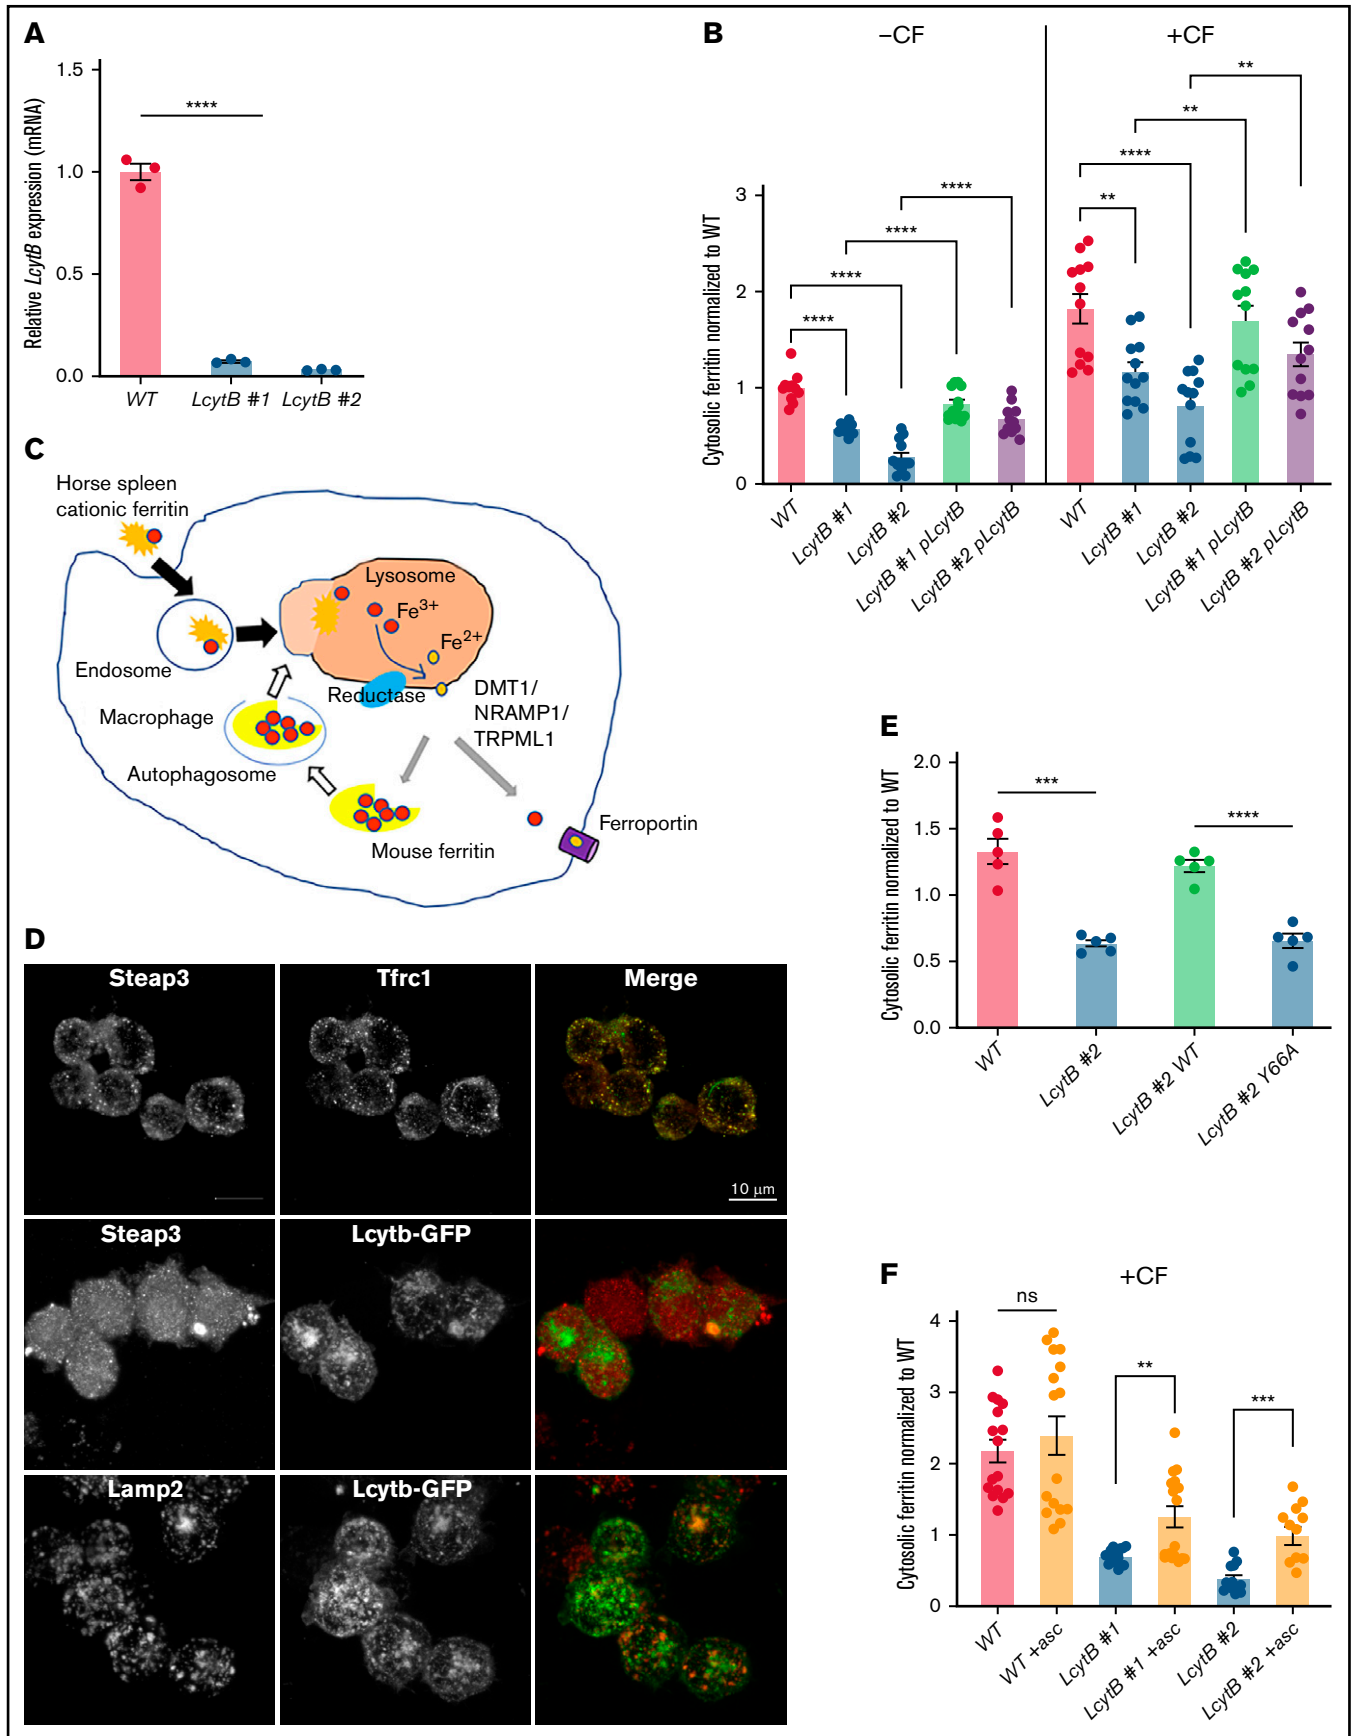 A
Relative LcytB expression (mRNA)
1.5
1.0
0.5
0.0
****
WT
LcytB #1
LcytB #2
B
–CF
+CF
Cytosolic ferritin normalized to WT
3
2
1
0
****
****
****
****
**
****
**
**
WT
LcytB #1
LcytB #2
LcytB #1 pLcytB
LcytB #2 pLcytB
WT
LcytB #1
LcytB #2
LcytB #1 pLcytB
LcytB #2 pLcytB
C
Horse spleen
cationic ferritin
Lysosome
Fe3+
Fe2+
Endosome
Reductase
DMT1/
NRAMP1/
TRPML1
Macrophage
Autophagosome
Mouse ferritin
Ferroportin
D
Steap3
Tfrc1
Merge
10 μm
Steap3
Lcytb-GFP
Lamp2
Lcytb-GFP
E
Cytosolic ferritin normalized to WT
2.0
1.5
1.0
0.5
0.0
***
****
WT
LcytB #2
LcytB #2 WT
LcytB #2 Y66A
F
+CF
Cytosolic ferritin normalized to WT
4
3
2
1
0
ns
**
***
WT
WT +asc
LcytB #1
LcytB #1 +asc
LcytB #2
LcytB #2 +asc